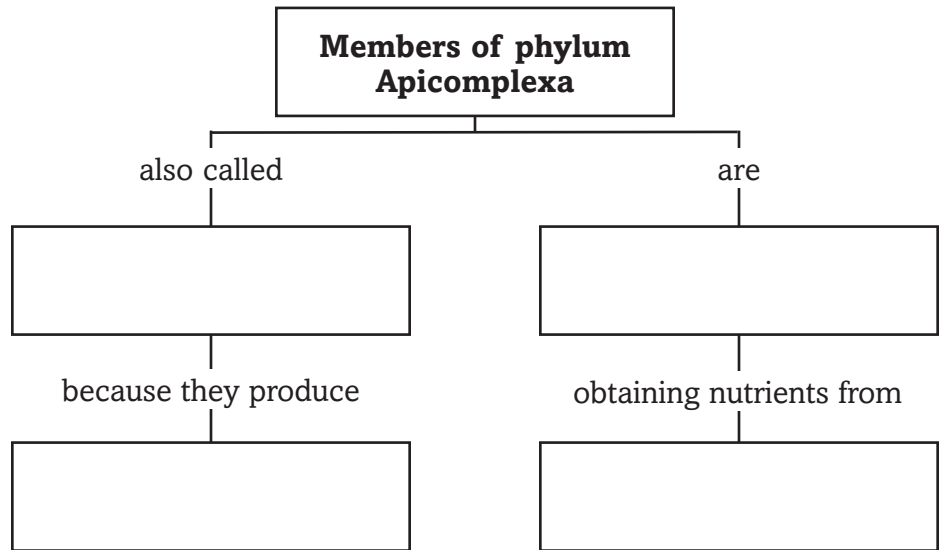 Members of phylum
Apicomplexa
also called
are
because they produce
obtaining nutrients from